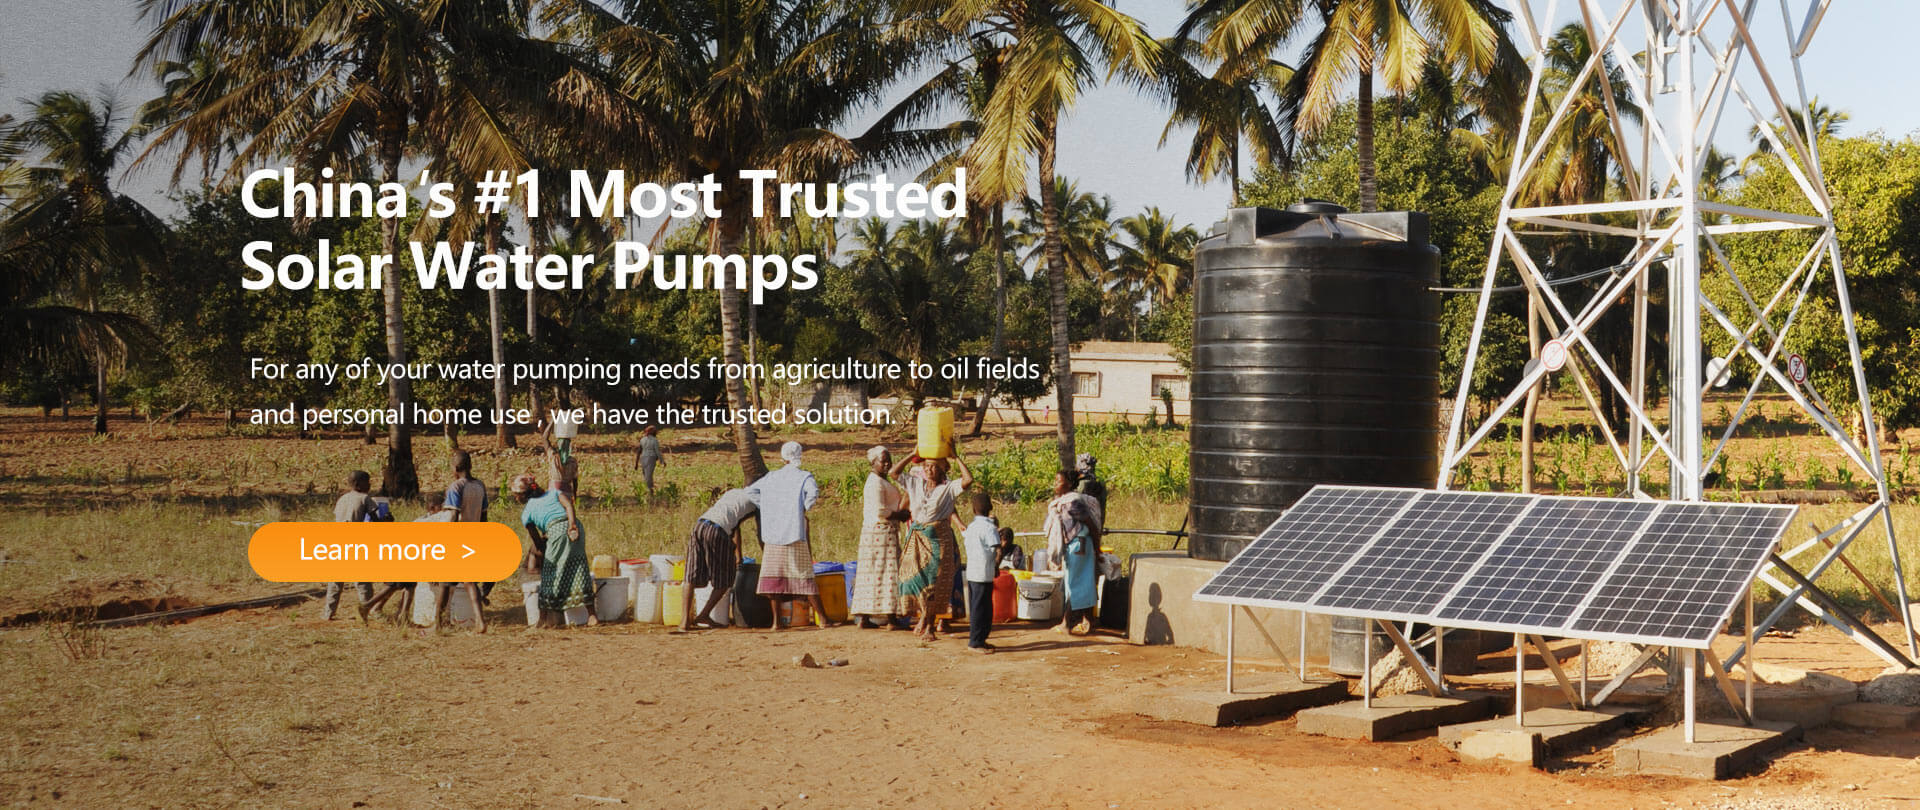 China's #1 Most Trusted
Solar Water Pumps
For any of your water pumping needs from agriculture to oil fields
and personal home use , we have the trusted solution.
Learn more >